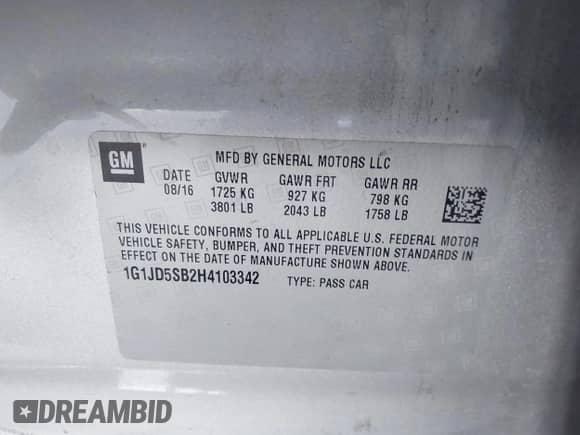 GM
MFD BY GENERAL MOTORS LLC
DATE GVWR GAWR FRT GAWR RR
08/16 1725 KG 927 KG 798 KG
3801 LB 2043 LB 1758 LB
THIS VEHICLE CONFORMS TO ALL APPLICABLE U.S. FEDERAL MOTOR
VEHICLE SAFETY, BUMPER, AND THEFT PREVENTION STANDARDS IN
EFFECT ON THE DATE OF MANUFACTURE SHOWN ABOVE.
1G1JD5SB2H4103342 TYPE: PASS CAR
DREAMBID